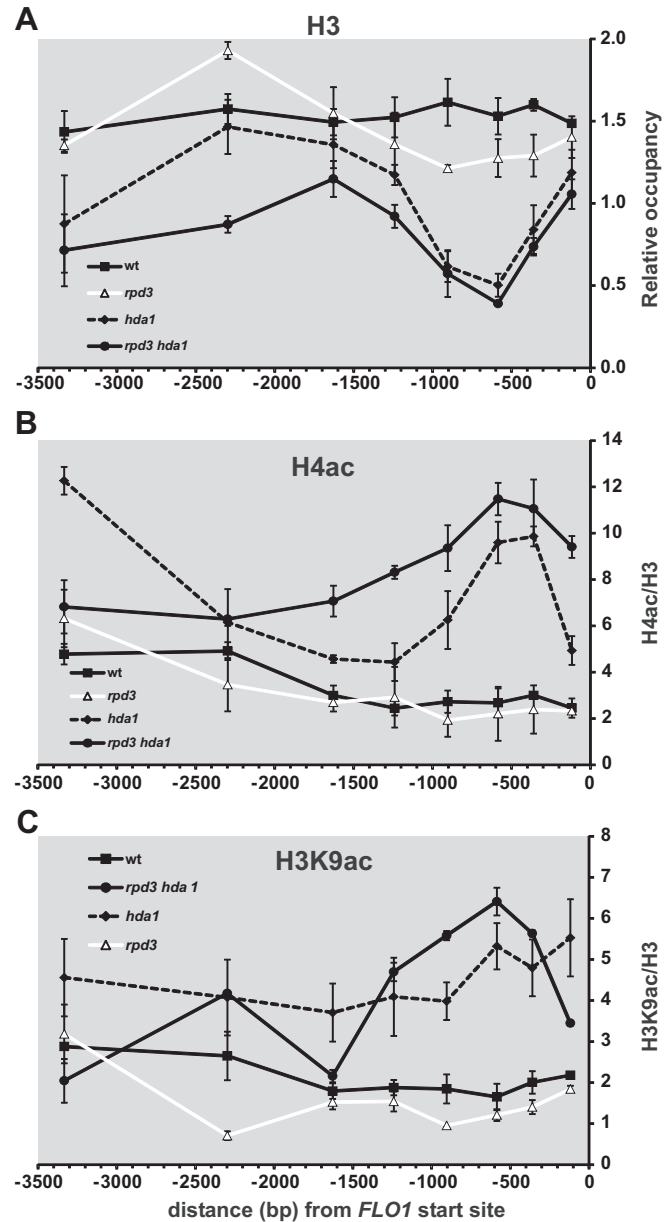 A
H3
2.0
1.5
1.0
0.5
0.0
Relative occupancy
wt
rpd3
hda1
rpd3 hda1
-3500 -3000 -2500 -2000 -1500 -1000 -500 0
B
H4ac
14
12
10
8
6
4
2
0
H4ac/H3
wt
rpd3
hda1
rpd3 hda1
-3500 -3000 -2500 -2000 -1500 -1000 -500 0
C
H3K9ac
8
7
6
5
4
3
2
1
0
H3K9ac/H3
wt
rpd3 hda 1
hda1
rpd3
-3500 -3000 -2500 -2000 -1500 -1000 -500 0
distance (bp) from FLO1 start site